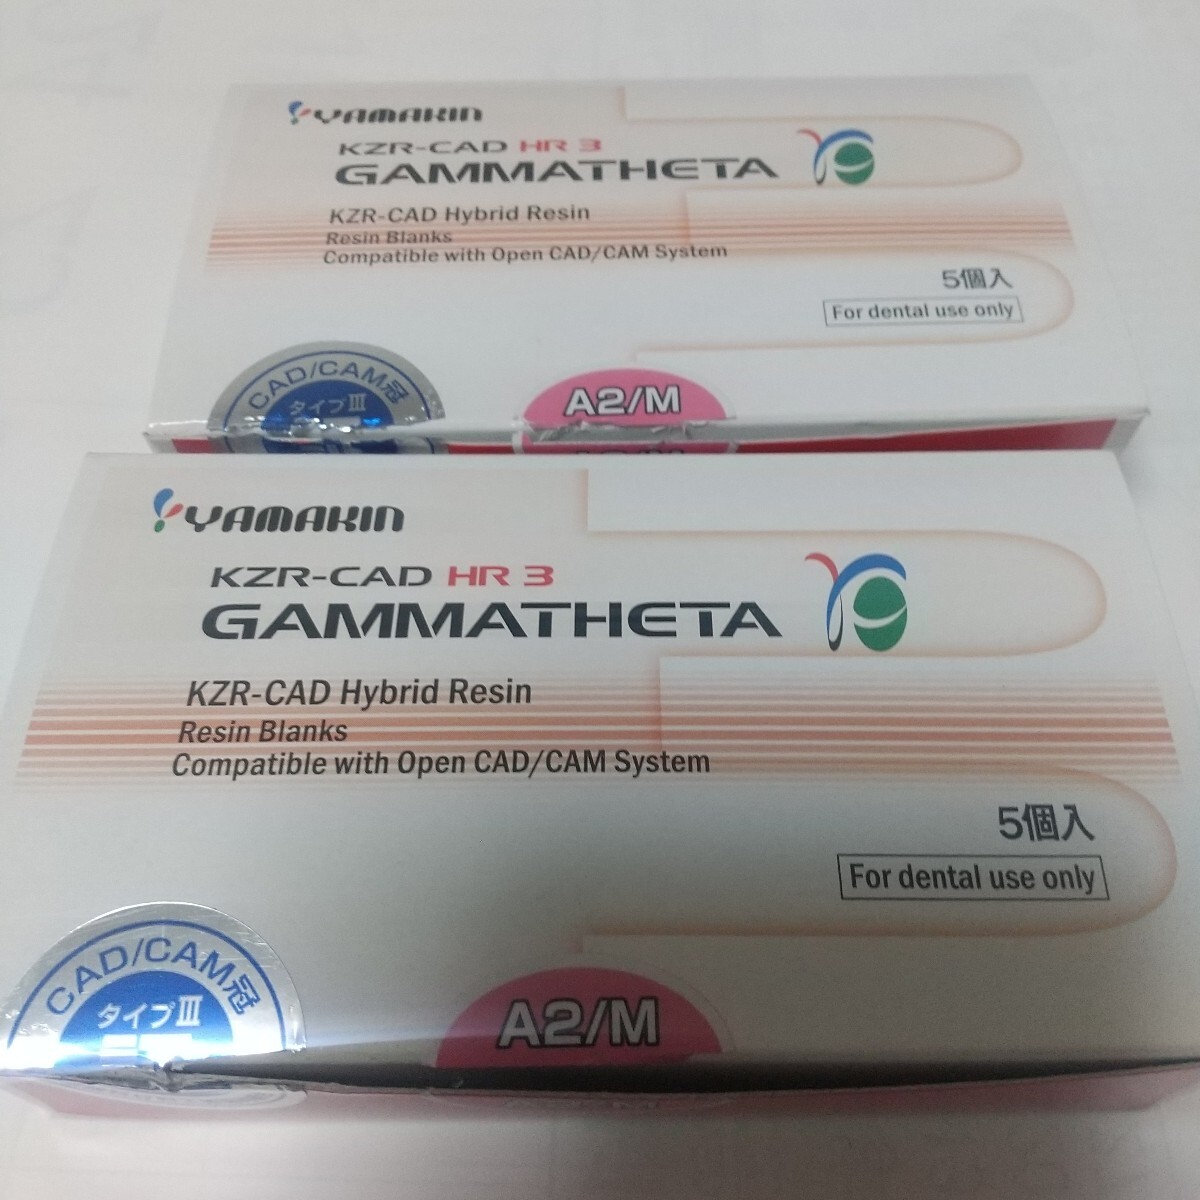 YAMAKIN
KZR-CAD HR 3
GAMMATHETA
KZR-CAD Hybrid Resin
Resin Blanks
Compatible with Open CAD/CAM System
5個入
For dental use only
CAD/CAM冠
タイプIII
A2/M
YAMAKIN
KZR-CAD HR 3
GAMMATHETA
KZR-CAD Hybrid Resin
Resin Blanks
Compatible with Open CAD/CAM System
5個入
For dental use only
CAD/CAM冠
タイプIII
A2/M